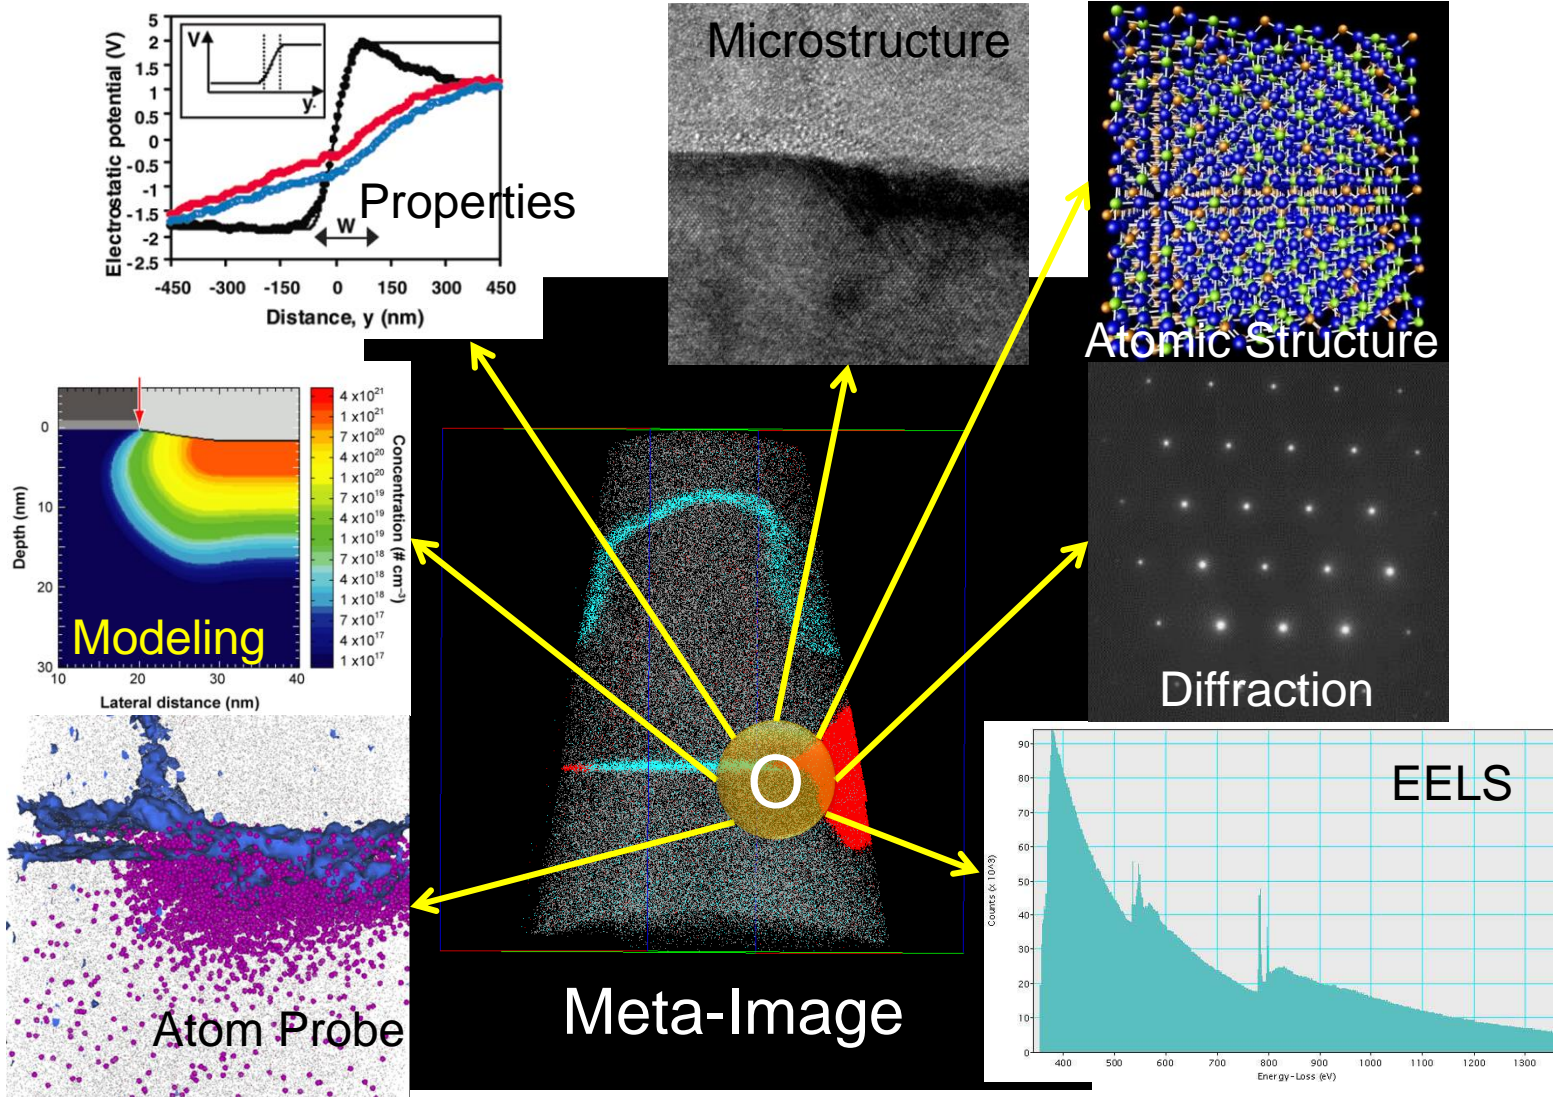 Electrostatic potential (V)
5
2
1.5
1
0.5
0
-0.5
-1
-1.5
-2
-2.5
V
y.
W
Properties
-450
-300
-150
0
150
300
450
Distance, y (nm)
Microstructure
Atomic Structure
Depth (nm)
0
10
20
30
Modeling
10
20
30
40
Lateral distance (nm)
4 x10²¹
1 x10²¹
7 x10²⁰
4 x10²⁰
1 x10²⁰
7 x10¹⁹
4 x10¹⁹
1 x10¹⁹
7 x10¹⁸
4 x10¹⁸
1 x10¹⁸
7 x10¹⁷
4 x10¹⁷
1 x10¹⁷
Concentration (# cm⁻³)
Diffraction
O
Atom Probe
Meta-Image
EELS
Counts (x 10^3)
90
80
70
60
50
40
30
20
10
0
400
500
600
700
800
900
1000
1100
1200
1300
Energy-Loss (eV)